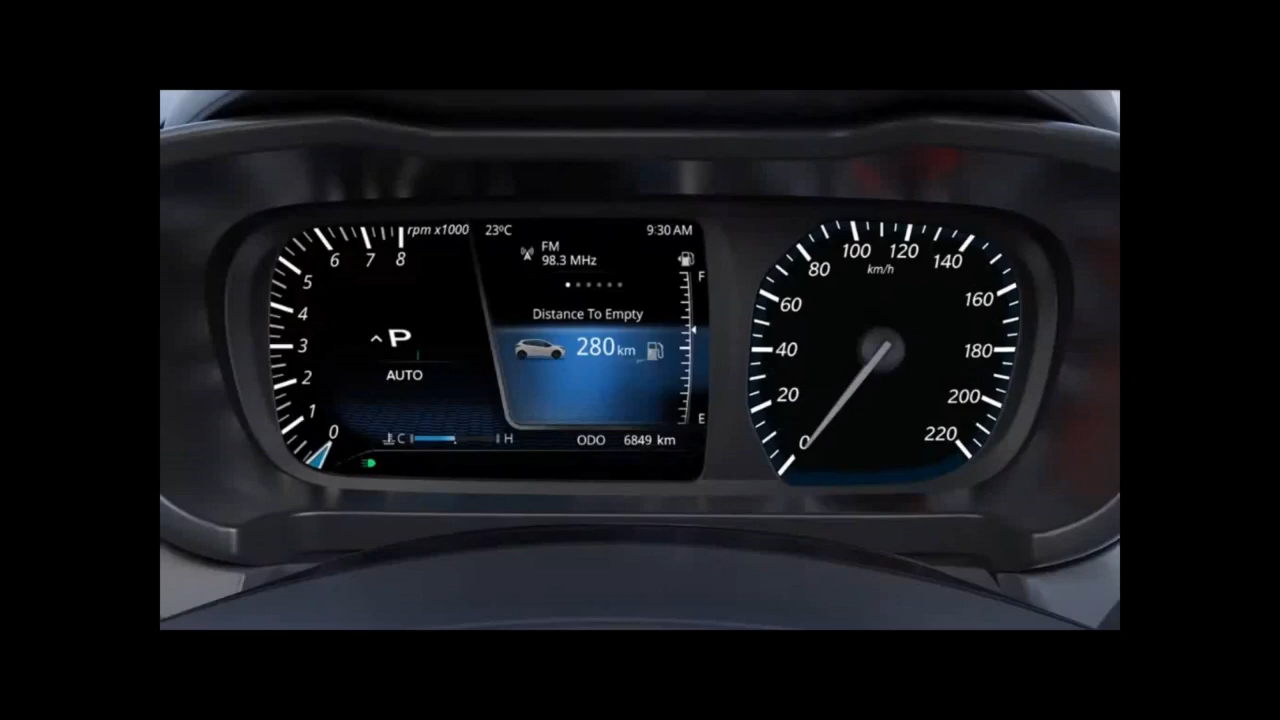 rpm x1000
0
1
2
3
4
5
6
7
8
P
AUTO
C H
23ºC
9:30 AM
FM
98.3 MHz
Distance To Empty
280 km
F
E
ODO 6849 km
0
20
40
60
80
100
120
140
160
180
200
220
km/h